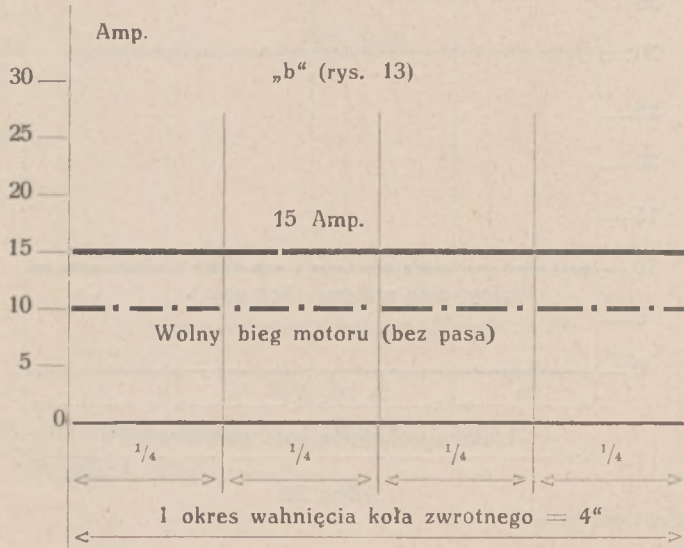 Amp.
„b“ (rys. 13)
30
25
20
15 Amp.
15
10
Wolny bieg motoru (bez pasa)
5
0
1/4 1/4 1/4 1/4
1 okres wahnięcia koła zwrotnego = 4“